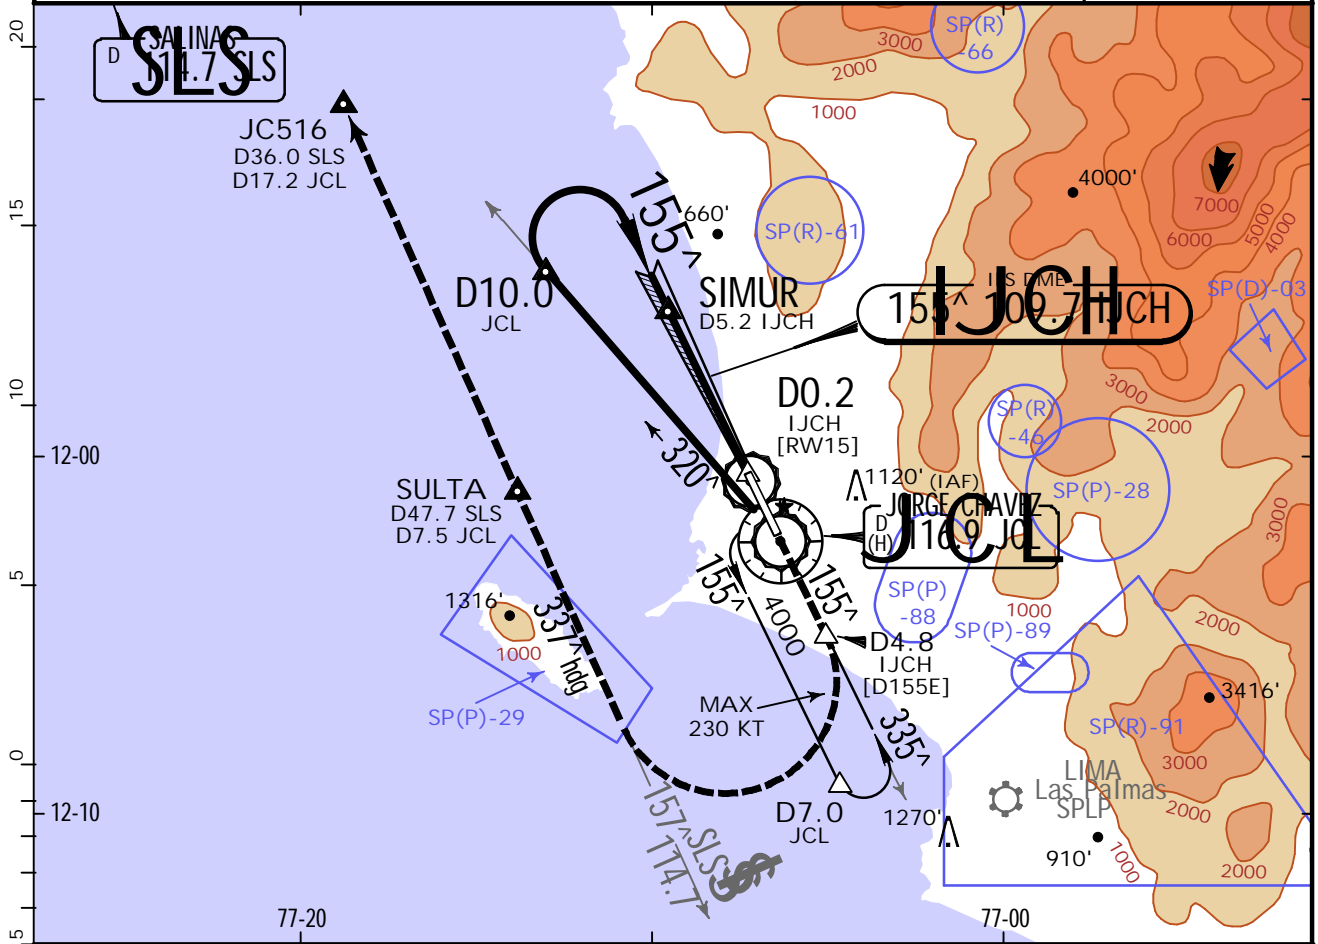 SALINAS
D
114.7 SLS
SLS
JC516
D36.0 SLS
D17.2 JCL
155^
660'
D10.0
JCL
SIMUR
D5.2 IJCH
SP(R)
-66
3000
2000
1000
SP(R)-61
4000'
7000
6000
5000
4000
SP(D)-03
ILS DME
155^ 109.7 IJCH
IJCH
D0.2
IJCH
[RW15]
3000
2000
SP(R)
-46
SP(P)-28
3000
320^
1120'
(IAF)
JORGE CHAVEZ
D
(H)
116.9 JCL
JCL
SULTA
D47.7 SLS
D7.5 JCL
1316'
1000
337^ hdg
SP(P)-29
155^
4000
155^
SP(P)
-88
1000
SP(P)-89
2000
D4.8
IJCH
[D155E]
MAX
230 KT
335^
3416'
SP(R)-91
3000
2000
LIMA
Las Palmas
SPLP
D7.0
JCL
1270'
910'
1000
2000
157^ SLS
114.7
20
15
10
5
0
5
12-00
12-10
77-20
77-00